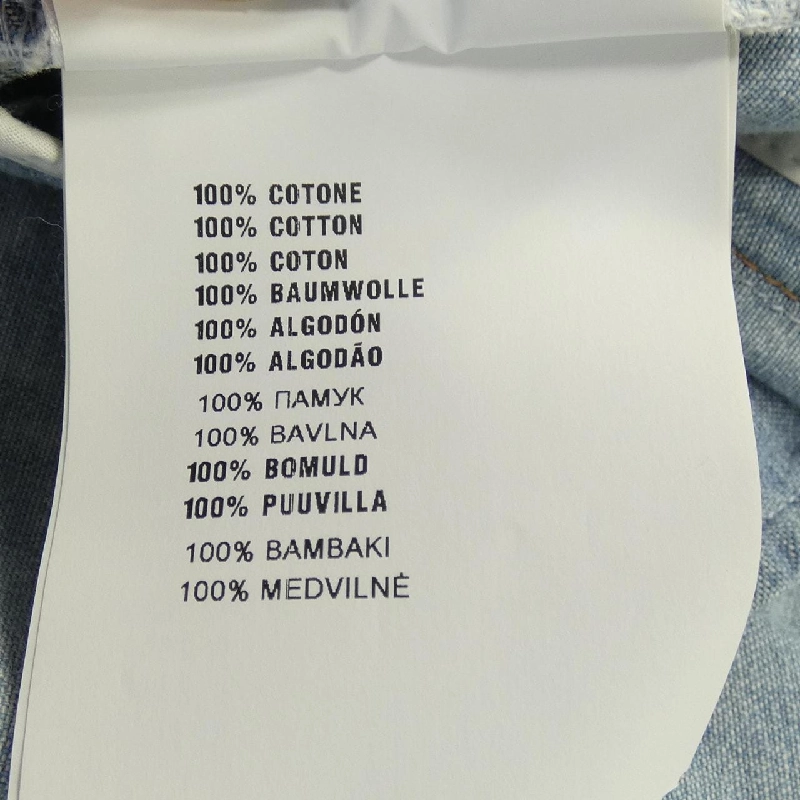 100% COTONE
100% COTTON
100% COTON
100% BAUMWOLLE
100% ALGODÓN
100% ALGODÃO
100% ПАМУК
100% BAVLNA
100% BOMULD
100% PUUVILLA
100% BAMBAKI
100% MEDVILNĖ